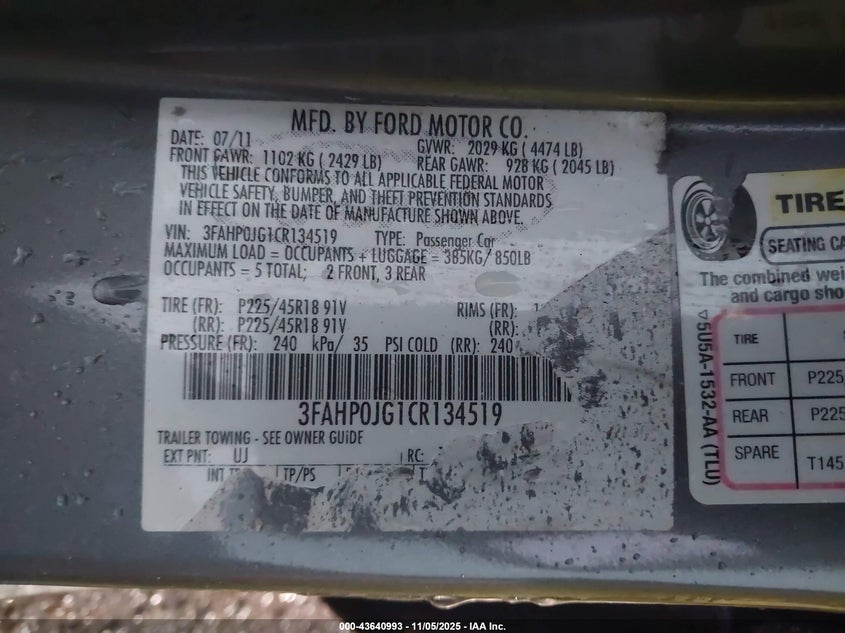 MFD. BY FORD MOTOR CO.
DATE: 07/11 GVWR: 2029 KG ( 4474 LB)
FRONT GAWR: 1102 KG ( 2429 LB) REAR GAWR: 928 KG ( 2045 LB)
THIS VEHICLE CONFORMS TO ALL APPLICABLE FEDERAL MOTOR
VEHICLE SAFETY, BUMPER, AND THEFT PREVENTION STANDARDS
IN EFFECT ON THE DATE OF MANUFACTURE SHOWN ABOVE.
VIN: 3FAHP0JG1CR134519 TYPE: Passenger Car
MAXIMUM LOAD = OCCUPANTS + LUGGAGE = 385KG/ 850LB
OCCUPANTS = 5 TOTAL; 2 FRONT, 3 REAR
TIRE (FR): P225/45R18 91V RIMS (FR):
(RR): P225/45R18 91V (RR):
PRESSURE (FR): 240 kPa/ 35 PSI COLD (RR): 240
3FAHP0JG1CR134519
TRAILER TOWING - SEE OWNER GUIDE
EXT PNT: UJ RC:
INT TP/PS
TIRE
SEATING
The combined
and cargo
5U5A-1532-AA (TLU)
TIRE
FRONT P225
REAR P225
SPARE T145
000-43640993 - 11/05/2025 - IAA Inc.